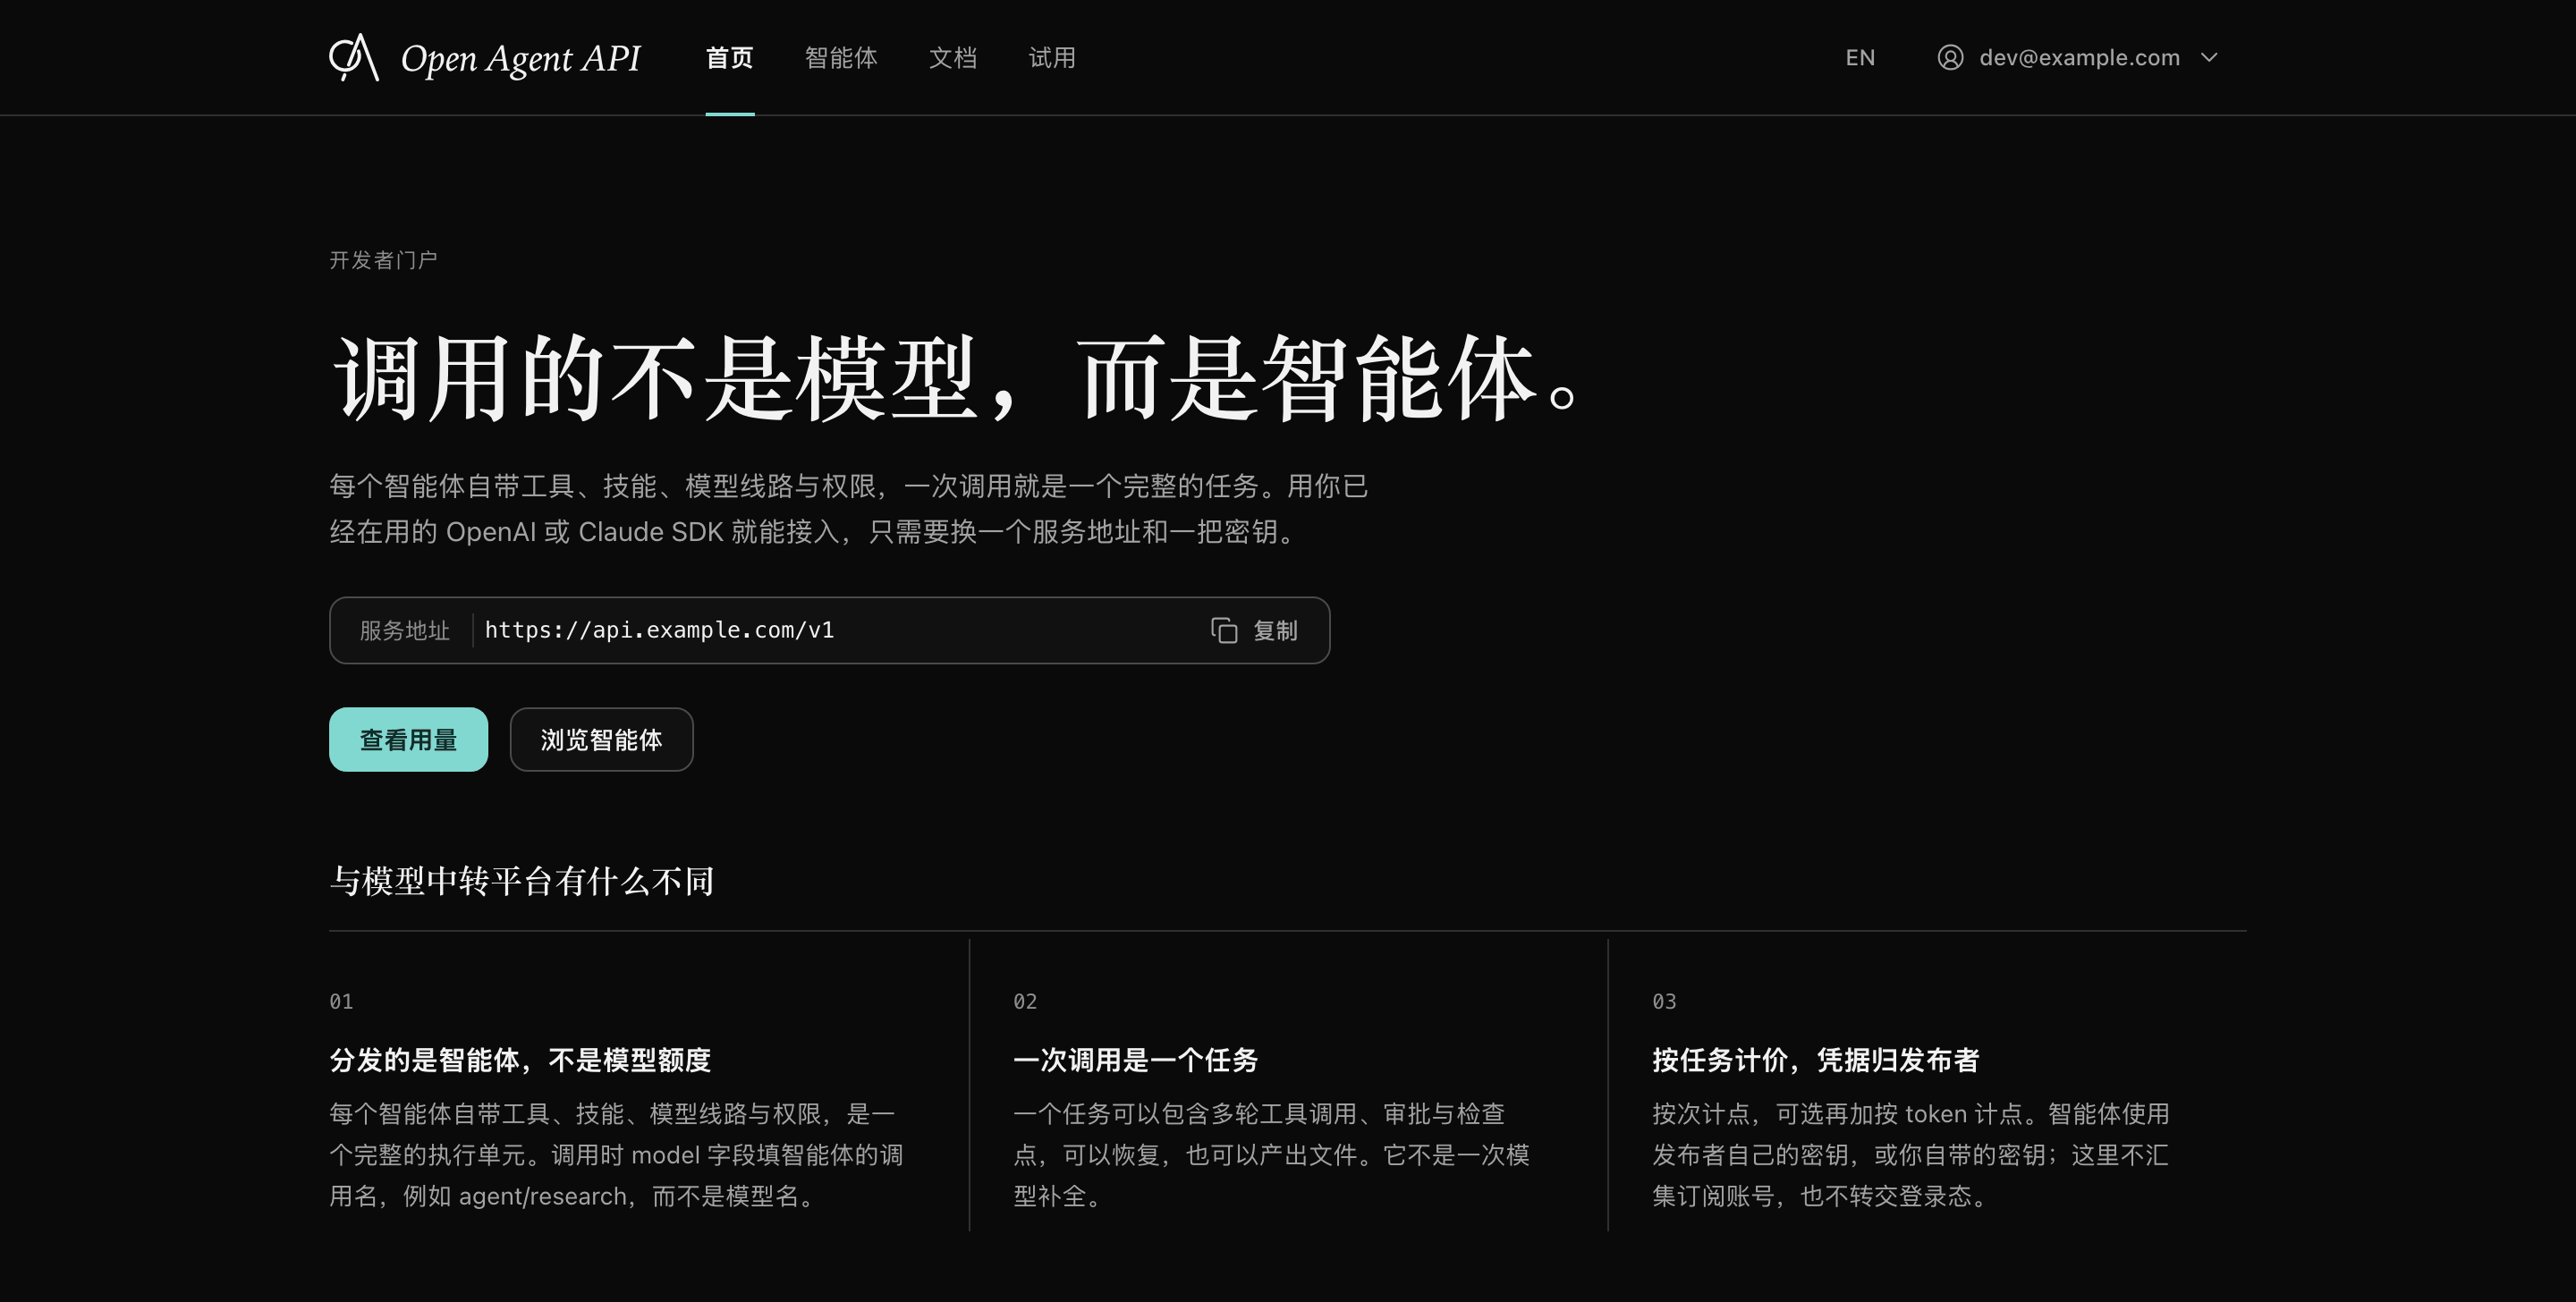 Open Agent API
首页
智能体
文档
试用
EN
dev@example.com
开发者门户
调用的不是模型，而是智能体。
每个智能体自带工具、技能、模型线路与权限，一次调用就是一个完整的任务。用你已
经在用的 OpenAI 或 Claude SDK 就能接入，只需要换一个服务地址和一把密钥。
服务地址
https://api.example.com/v1
复制
查看用量
浏览智能体
与模型中转平台有什么不同
01
分发的是智能体，不是模型额度
每个智能体自带工具、技能、模型线路与权限，是一
个完整的执行单元。调用时 model 字段填智能体的调
用名，例如 agent/research，而不是模型名。
02
一次调用是一个任务
一个任务可以包含多轮工具调用、审批与检查
点，可以恢复，也可以产出文件。它不是一次模
型补全。
03
按任务计价，凭据归发布者
按次计点，可选再加按 token 计点。智能体使用
发布者自己的密钥，或你自带的密钥；这里不汇
集订阅账号，也不转交登录态。